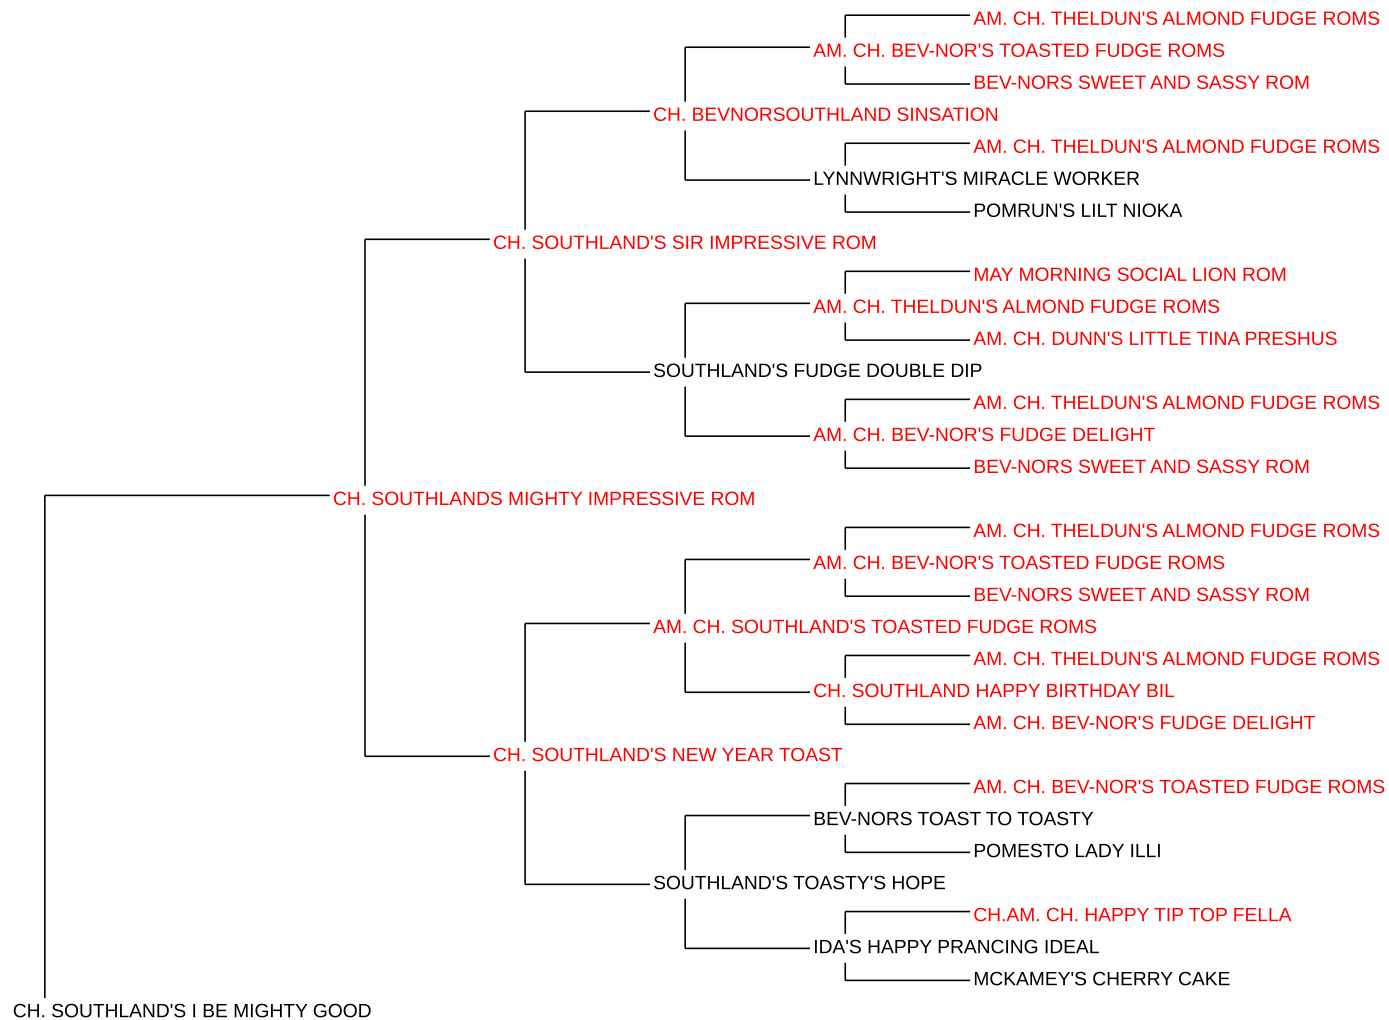 AM. CH. THELDUN'S ALMOND FUDGE ROMS
AM. CH. BEV-NOR'S TOASTED FUDGE ROMS
BEV-NORS SWEET AND SASSY ROM
CH. BEVNORSOUTHLAND SINSATION
AM. CH. THELDUN'S ALMOND FUDGE ROMS
LYNNWRIGHT'S MIRACLE WORKER
POMRUN'S LILT NIOKA
CH. SOUTHLAND'S SIR IMPRESSIVE ROM
MAY MORNING SOCIAL LION ROM
AM. CH. THELDUN'S ALMOND FUDGE ROMS
AM. CH. DUNN'S LITTLE TINA PRESHUS
SOUTHLAND'S FUDGE DOUBLE DIP
AM. CH. THELDUN'S ALMOND FUDGE ROMS
AM. CH. BEV-NOR'S FUDGE DELIGHT
BEV-NORS SWEET AND SASSY ROM
CH. SOUTHLANDS MIGHTY IMPRESSIVE ROM
AM. CH. THELDUN'S ALMOND FUDGE ROMS
AM. CH. BEV-NOR'S TOASTED FUDGE ROMS
BEV-NORS SWEET AND SASSY ROM
AM. CH. SOUTHLAND'S TOASTED FUDGE ROMS
AM. CH. THELDUN'S ALMOND FUDGE ROMS
CH. SOUTHLAND HAPPY BIRTHDAY BIL
AM. CH. BEV-NOR'S FUDGE DELIGHT
CH. SOUTHLAND'S NEW YEAR TOAST
AM. CH. BEV-NOR'S TOASTED FUDGE ROMS
BEV-NORS TOAST TO TOASTY
POMESTO LADY ILLI
SOUTHLAND'S TOASTY'S HOPE
CH.AM. CH. HAPPY TIP TOP FELLA
IDA'S HAPPY PRANCING IDEAL
MCKAMEY'S CHERRY CAKE
CH. SOUTHLAND'S I BE MIGHTY GOOD